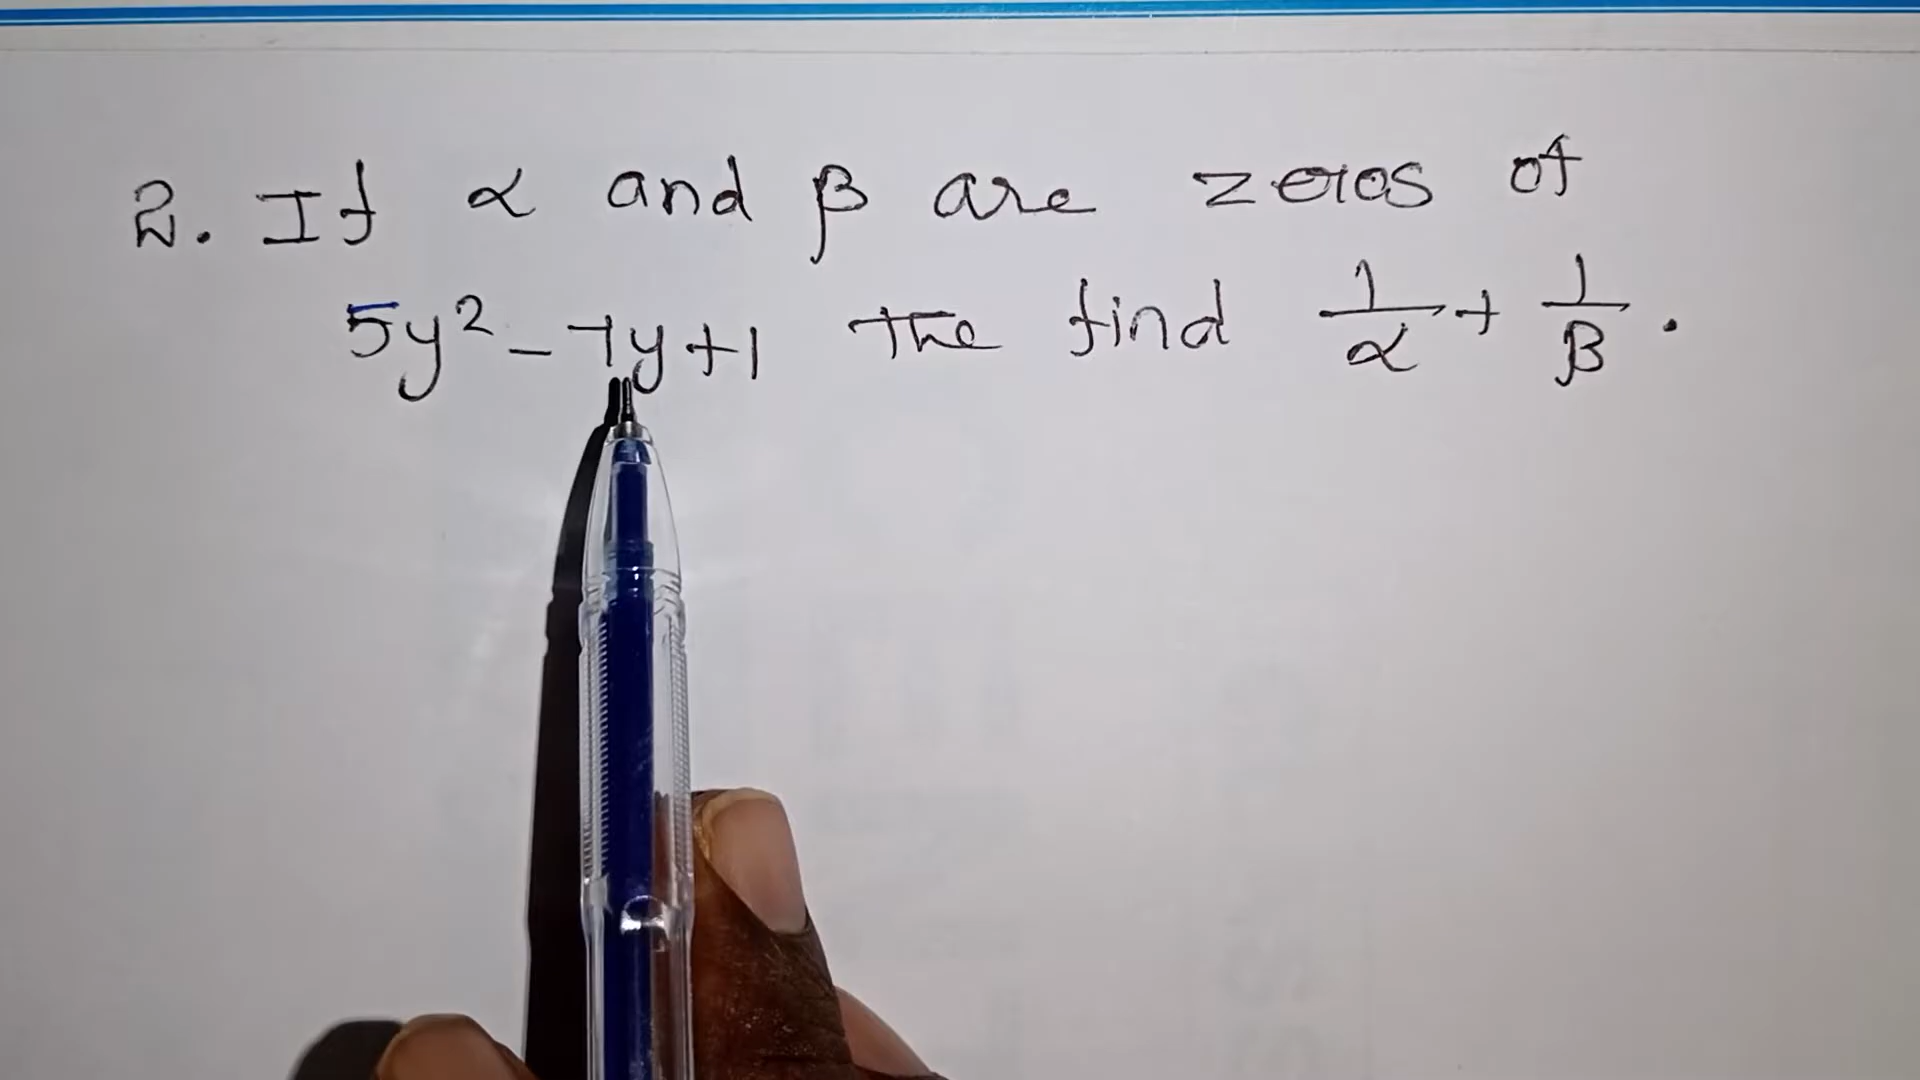 2. If α and β are zeros of
5y² - 7y + 1 the find 1/α + 1/β.